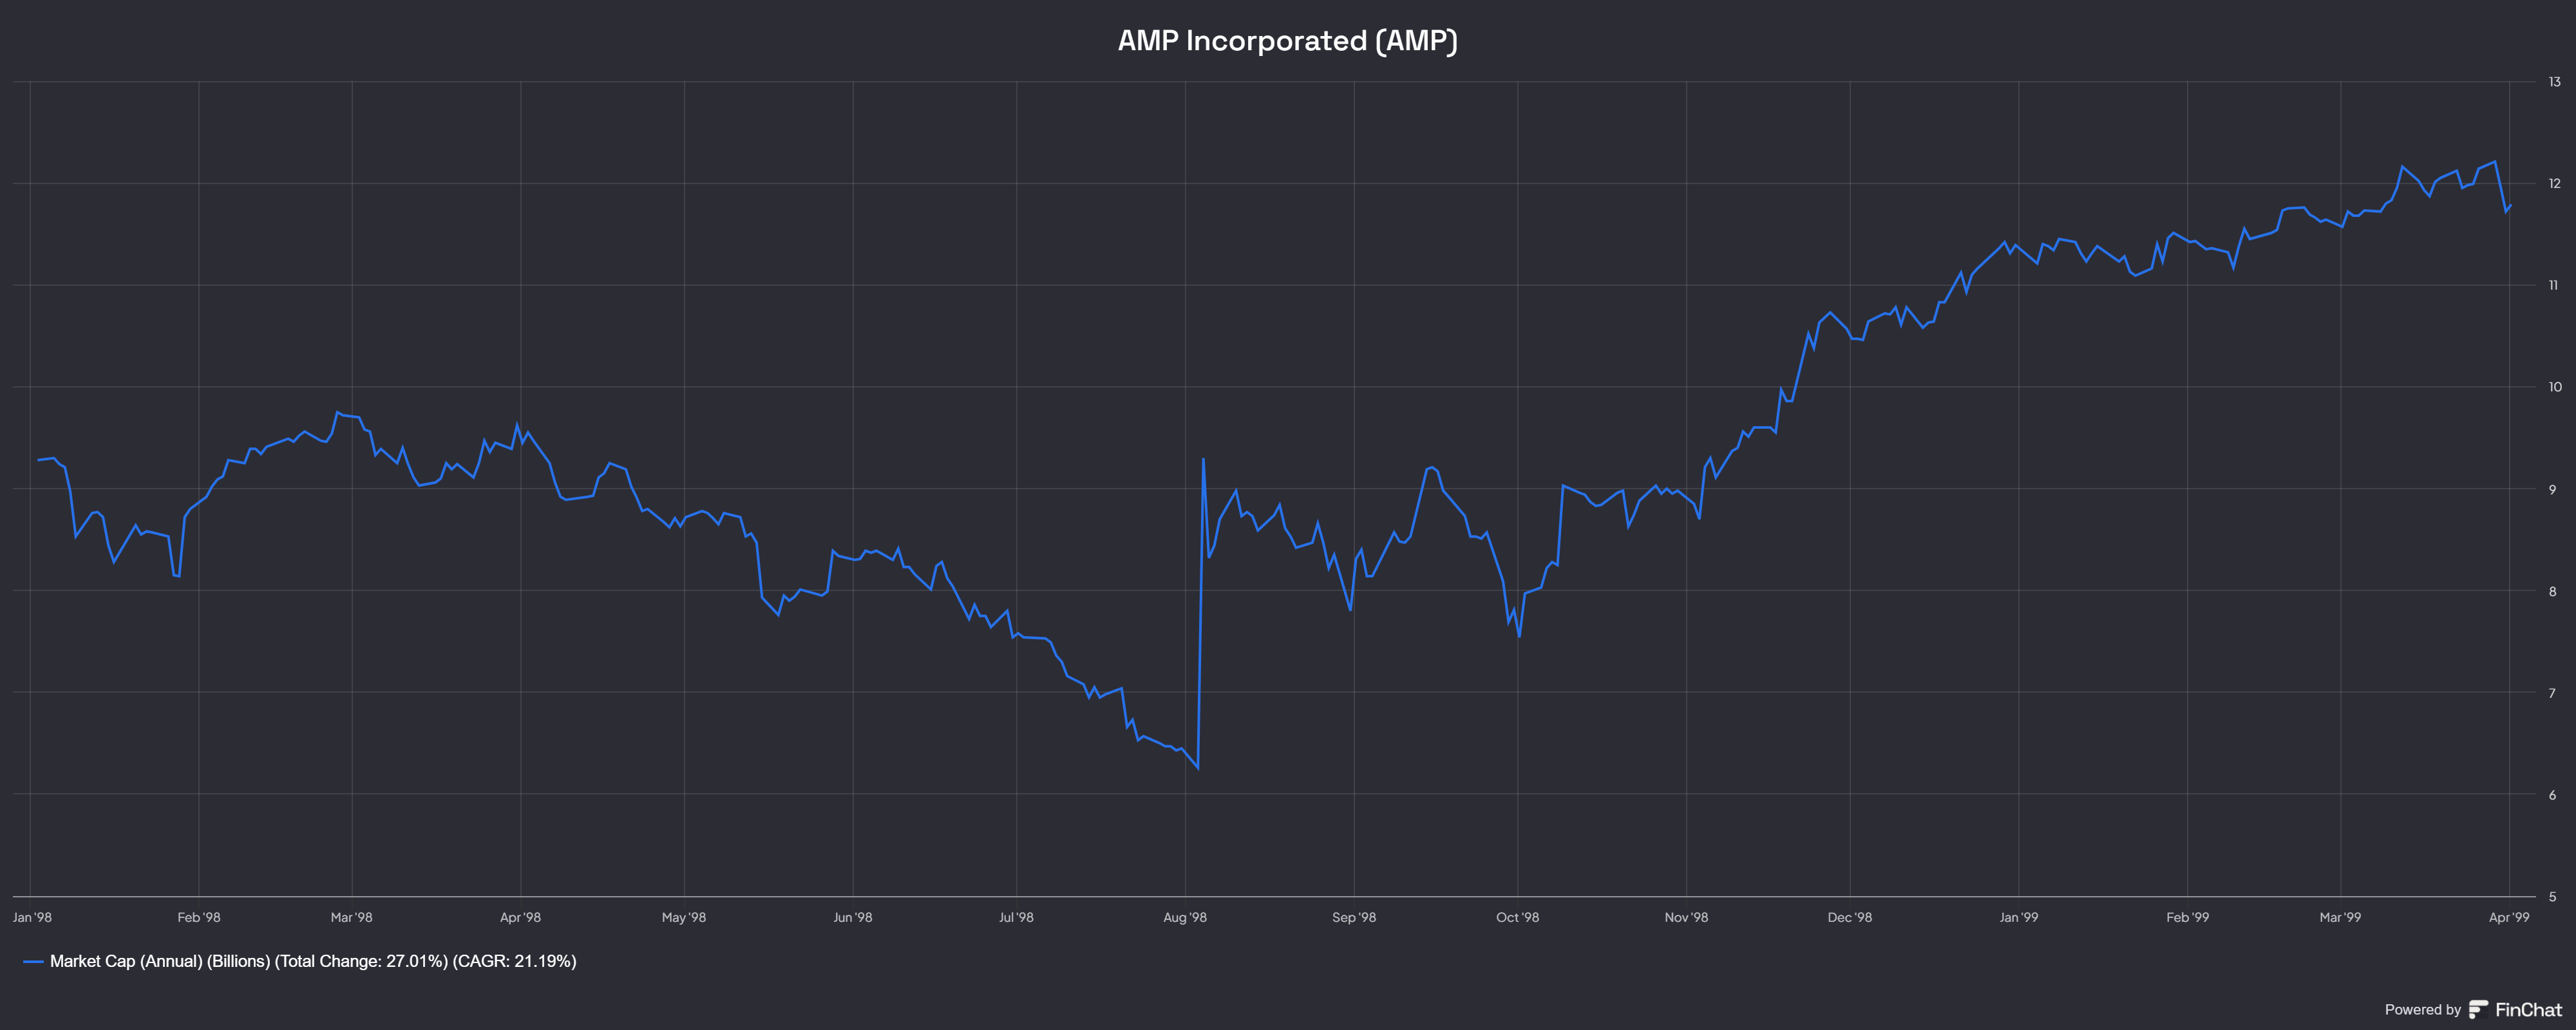 AMP Incorporated (AMP)
13
12
11
10
9
8
7
6
5
Jan '98 Feb '98 Mar '98 Apr '98 May '98 Jun '98 Jul '98 Aug '98 Sep '98 Oct '98 Nov '98 Dec '98 Jan '99 Feb '99 Mar '99 Apr '99
Market Cap (Annual) (Billions) (Total Change: 27.01%) (CAGR: 21.19%)
Powered by FinChat